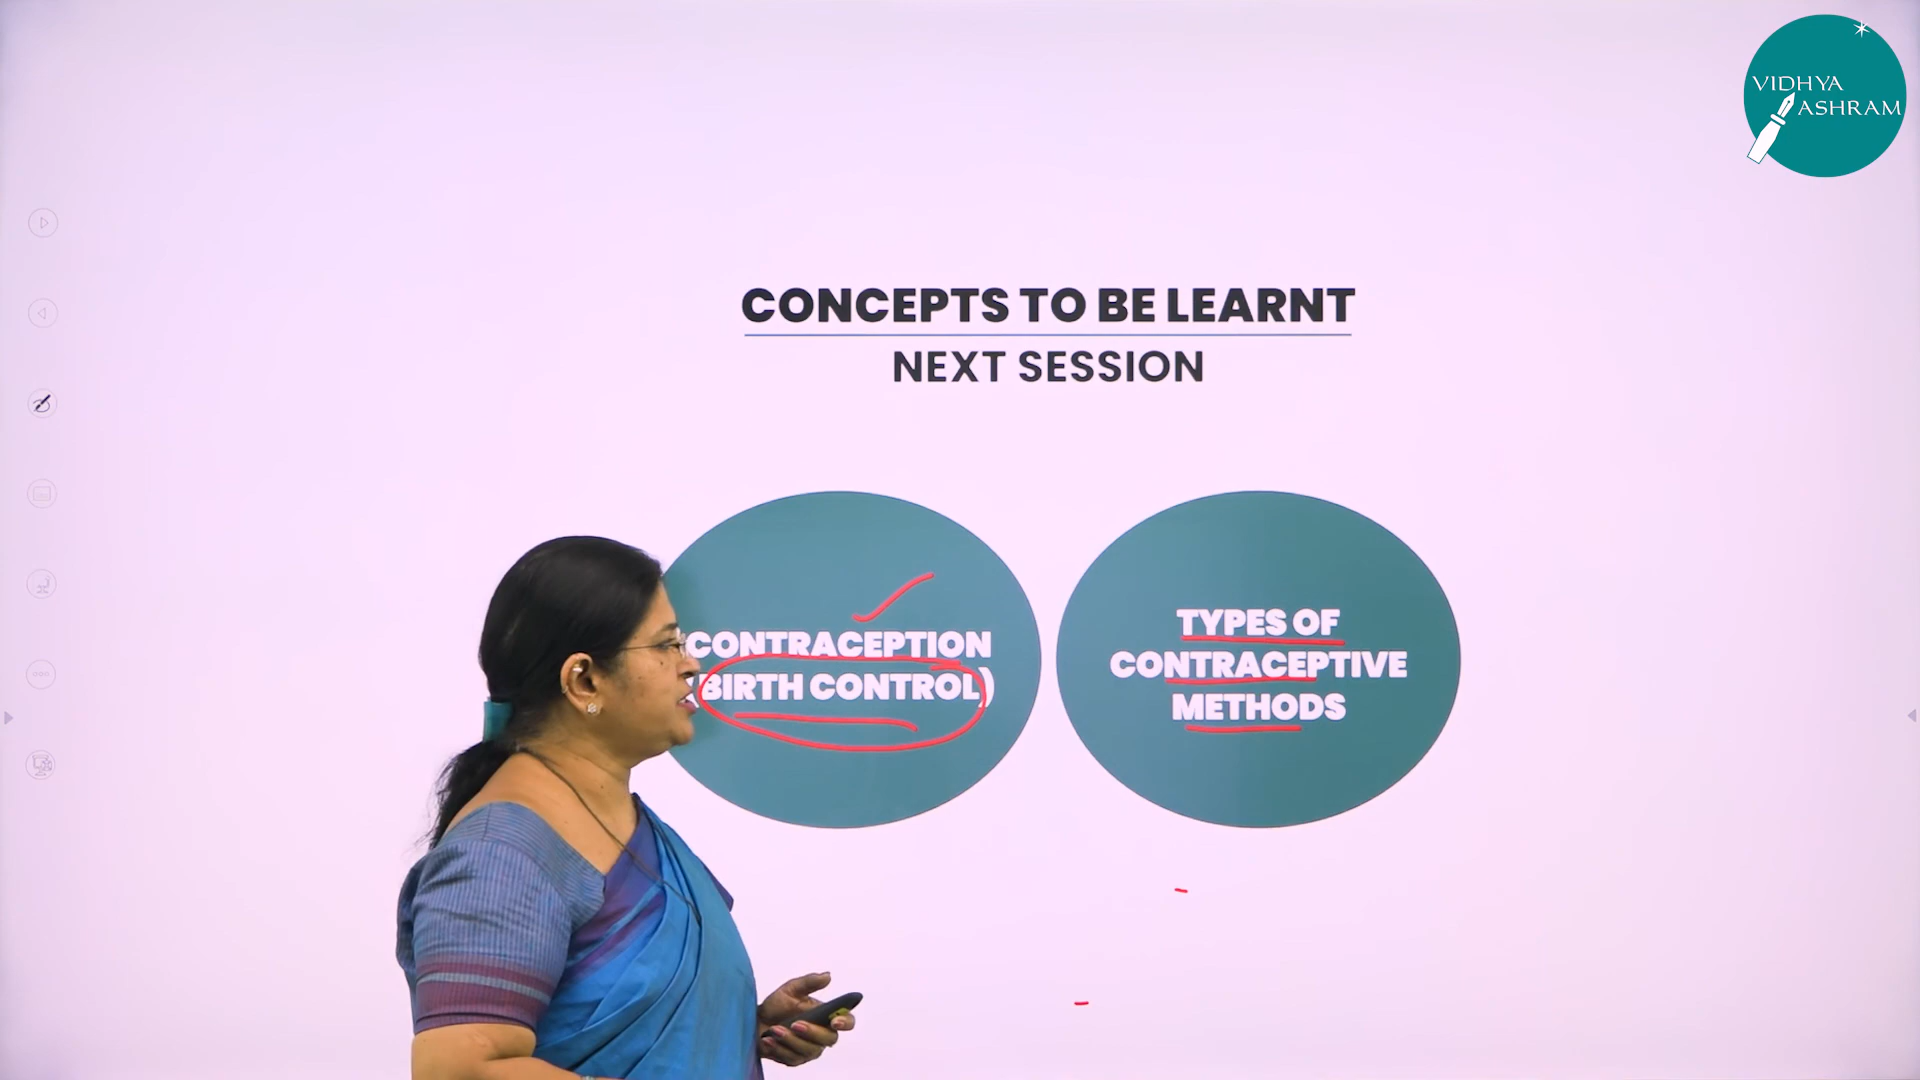 VIDHYA
ASHRAM
CONCEPTS TO BE LEARNT
NEXT SESSION
CONTRACEPTION
(BIRTH CONTROL)
TYPES OF
CONTRACEPTIVE
METHODS